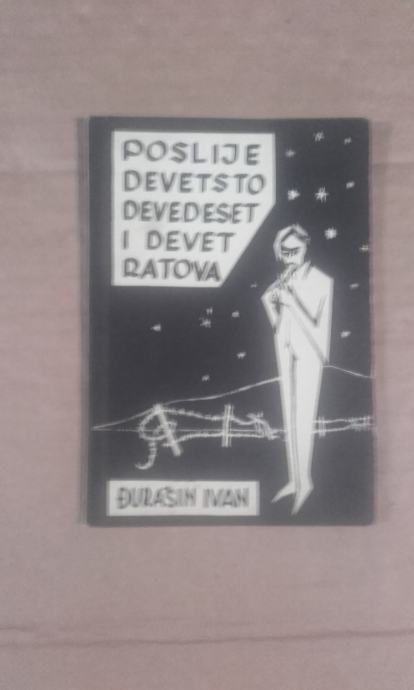 POSLIJE
DEVETSTO
DEVEDESET
I DEVET
RATOVA
ĐURAŠIN IVAN